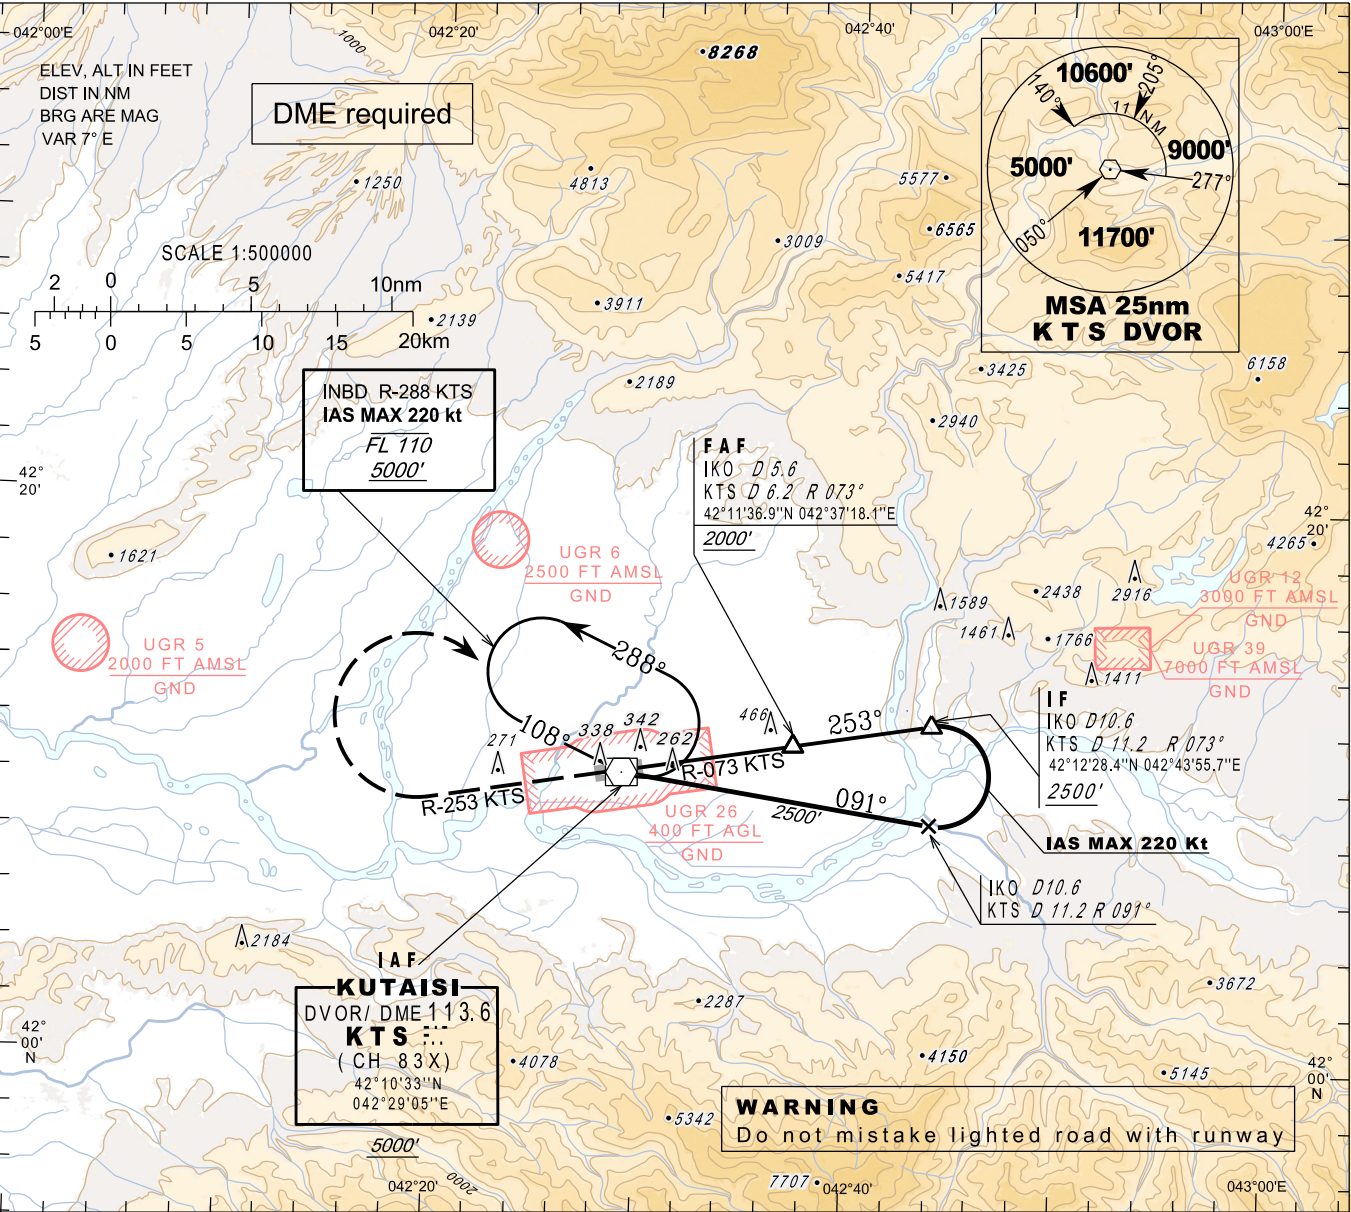 042°00'E
042°20'
042°40'
043°00'E
ELEV, ALT IN FEET
DIST IN NM
BRG ARE MAG
VAR 7° E
DME required
1000
8268
10600'
140°
205°
11 NM
5000'
9000'
277°
050°
11700'
MSA 25nm
KTS DVOR
1250
4813
5577
3009
6565
5417
SCALE 1:500000
2 0 5 10nm
5 0 5 10 15 20km
3911
2139
2189
3425
6158
2940
INBD R-288 KTS
IAS MAX 220 kt
FL 110
5000'
FAF
IKO D 5.6
KTS D 6.2 R 073°
42°11'36.9"N 042°37'18.1"E
2000'
42°
20'
42°
20'
4265
1621
UGR 6
2500 FT AMSL
GND
UGR 5
2000 FT AMSL
GND
1589
2438
2916
1461
1766
1411
UGR 12
3000 FT AMSL
GND
UGR 39
7000 FT AMSL
GND
288°
108°
338
342
262
271
466
253°
R-073 KTS
R-253 KTS
091°
2500'
UGR 26
400 FT AGL
GND
IF
IKO D10.6
KTS D 11.2 R 073°
42°12'28.4"N 042°43'55.7"E
2500'
IAS MAX 220 Kt
IKO D10.6
KTS D 11.2 R 091°
2184
IAF
KUTAISI
DVOR/ DME 113.6
KTS
(CH 83X)
42°10'33''N
042°29'05''E
5000'
2287
3672
4078
4150
5145
5342
7707
42°
00'
N
42°
00'
N
WARNING
Do not mistake lighted road with runway
2000
042°20'
042°40'
043°00'E